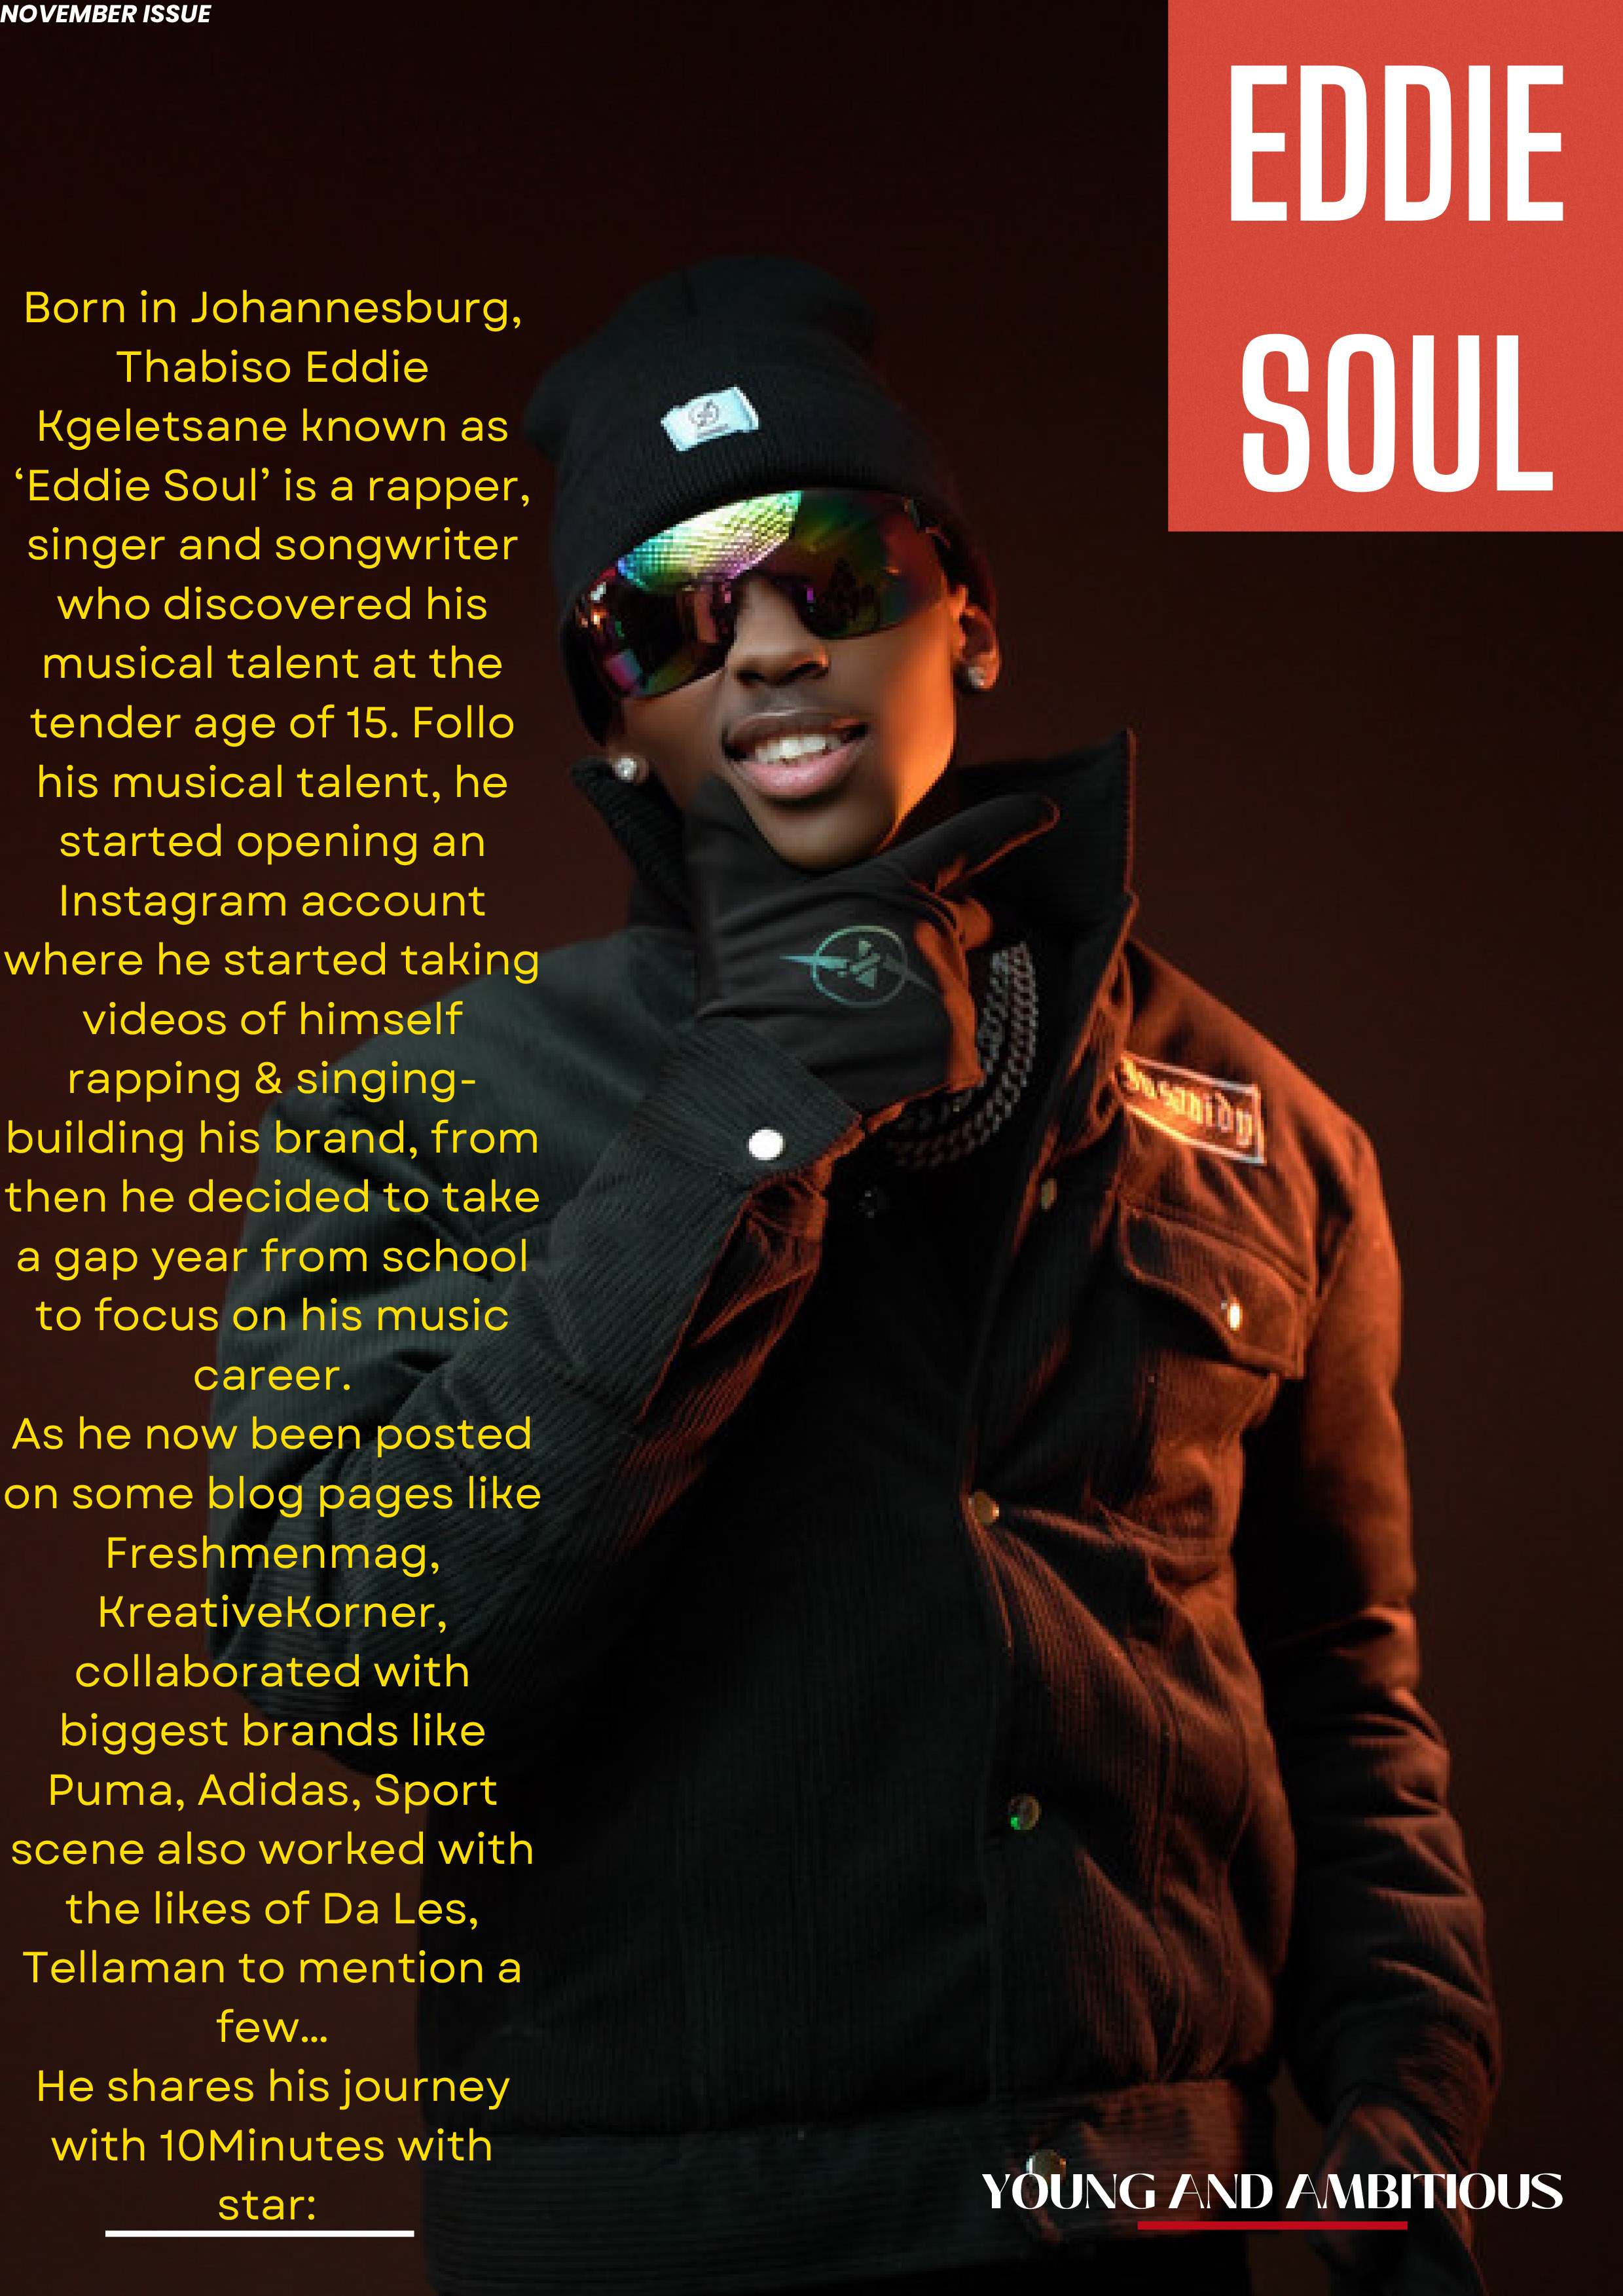 NOVEMBER ISSUE
EDDIE
SOUL
Born in Johannesburg,
Thabiso Eddie
Kgeletsane known as
‘Eddie Soul’ is a rapper,
singer and songwriter
who discovered his
musical talent at the
tender age of 15. Follo
his musical talent, he
started opening an
Instagram account
where he started taking
videos of himself
rapping & singing-
building his brand, from
then he decided to take
a gap year from school
to focus on his music
career.
As he now been posted
on some blog pages like
Freshmenmag,
KreativeKorner,
collaborated with
biggest brands like
Puma, Adidas, Sport
scene also worked with
the likes of Da Les,
Tellaman to mention a
few...
He shares his journey
with 10Minutes with
star:
YOUNG AND AMBITIOUS